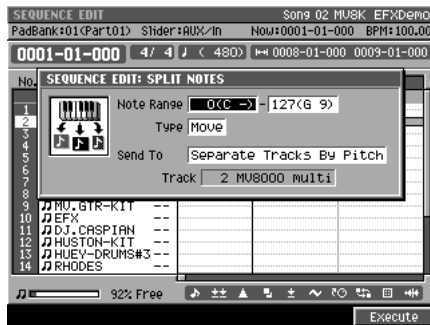 SEQUENCE EDIT Song 02 MV8K EFXDemo
PadBank:01(Part01) Slider:AUX/In Now:0001-01-000 BPM:100.00
0001-01-000 4/ 4 ♩ ( 480) 0008-01-000 0009-01-000
No.
SEQUENCE EDIT: SPLIT NOTES
Note Range 0(C -) - 127(G 9)
Type Move
Send To Separate Tracks By Pitch
Track 2 MV8000 multi
1
2
3
4
5
6
7
8
9 MV.GTR-KIT --
10 EFX --
11 DJ.CASPIAN --
12 HUSTON-KIT --
13 HUEY-DRUMS#3 --
14 RHODES --
92% Free
Execute